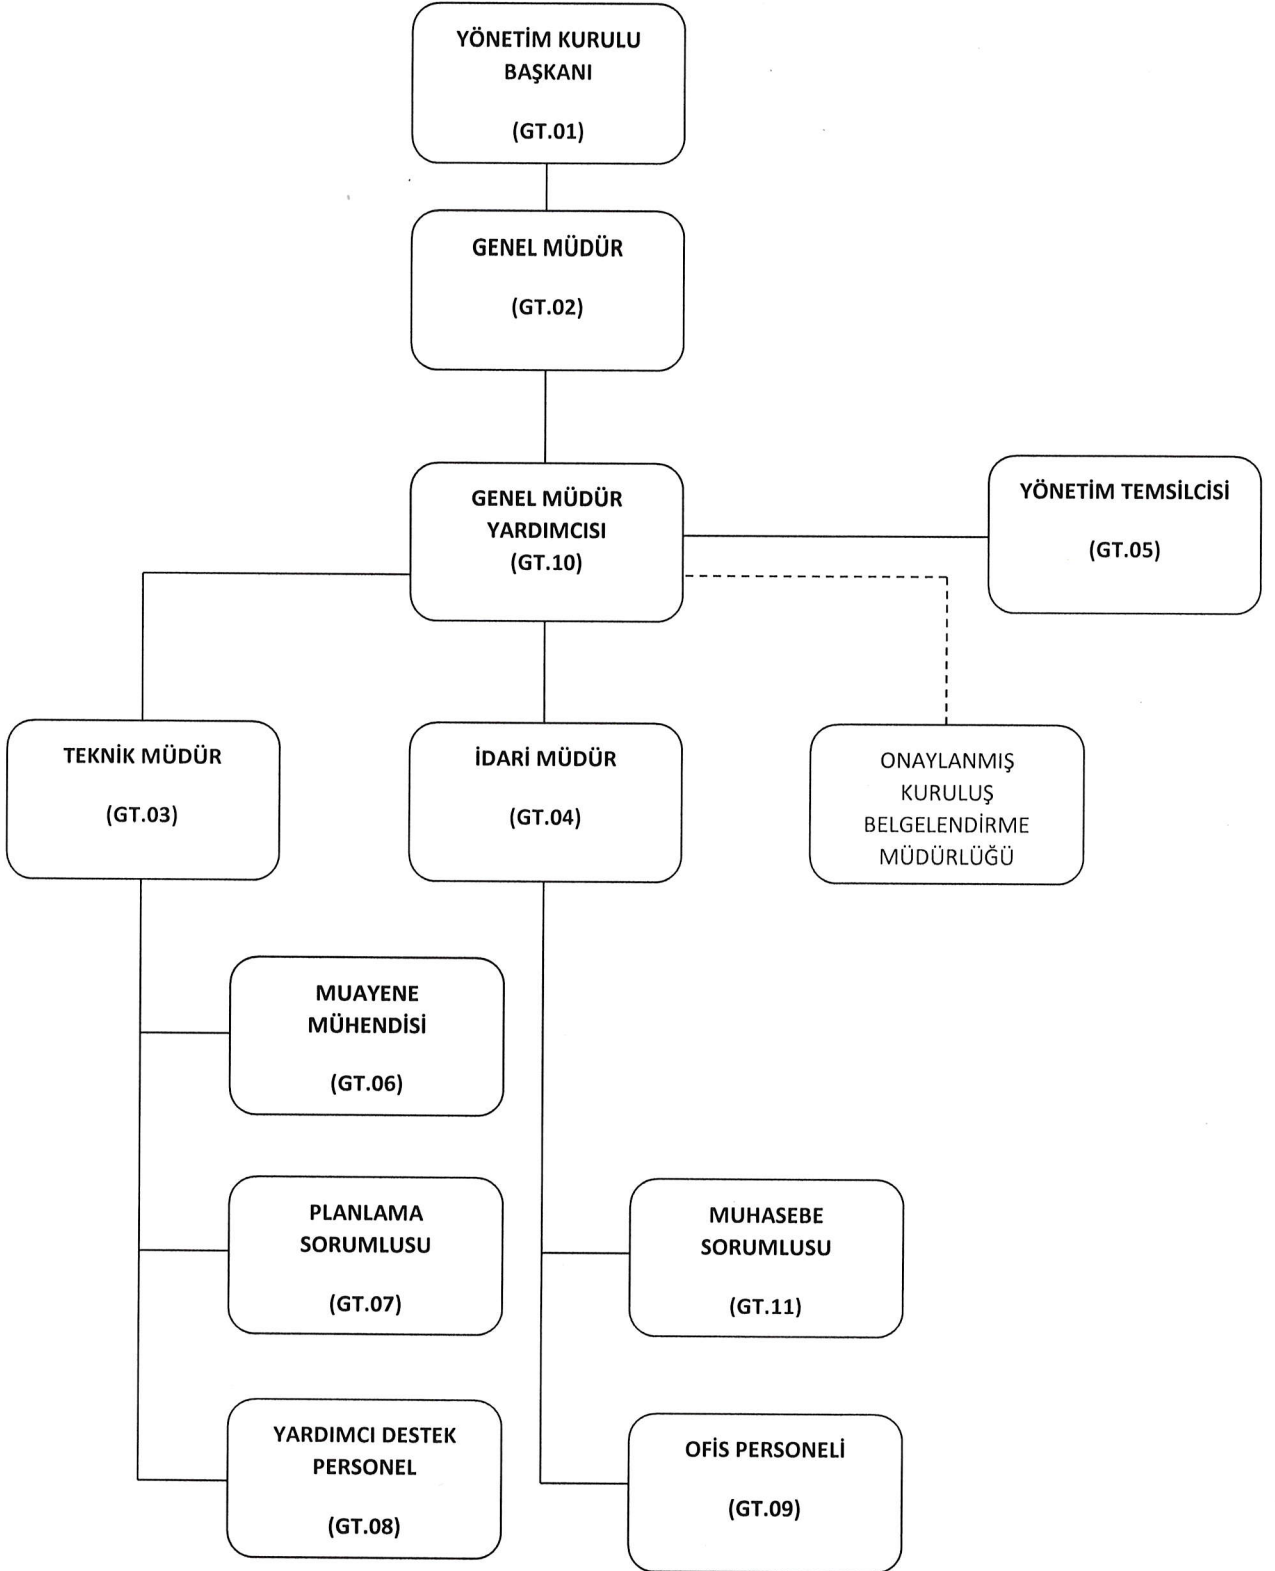 YÖNETİM KURULU
BAŞKANI
(GT.01)
GENEL MÜDÜR
(GT.02)
GENEL MÜDÜR
YARDIMCISI
(GT.10)
YÖNETİM TEMSİLCİSİ
(GT.05)
TEKNİK MÜDÜR
(GT.03)
İDARİ MÜDÜR
(GT.04)
ONAYLANMIŞ
KURULUŞ
BELGELENDİRME
MÜDÜRLÜĞÜ
MUAYENE
MÜHENDİSİ
(GT.06)
PLANLAMA
SORUMLUSU
(GT.07)
MUHASEBE
SORUMLUSU
(GT.11)
YARDIMCI DESTEK
PERSONEL
(GT.08)
OFİS PERSONELİ
(GT.09)